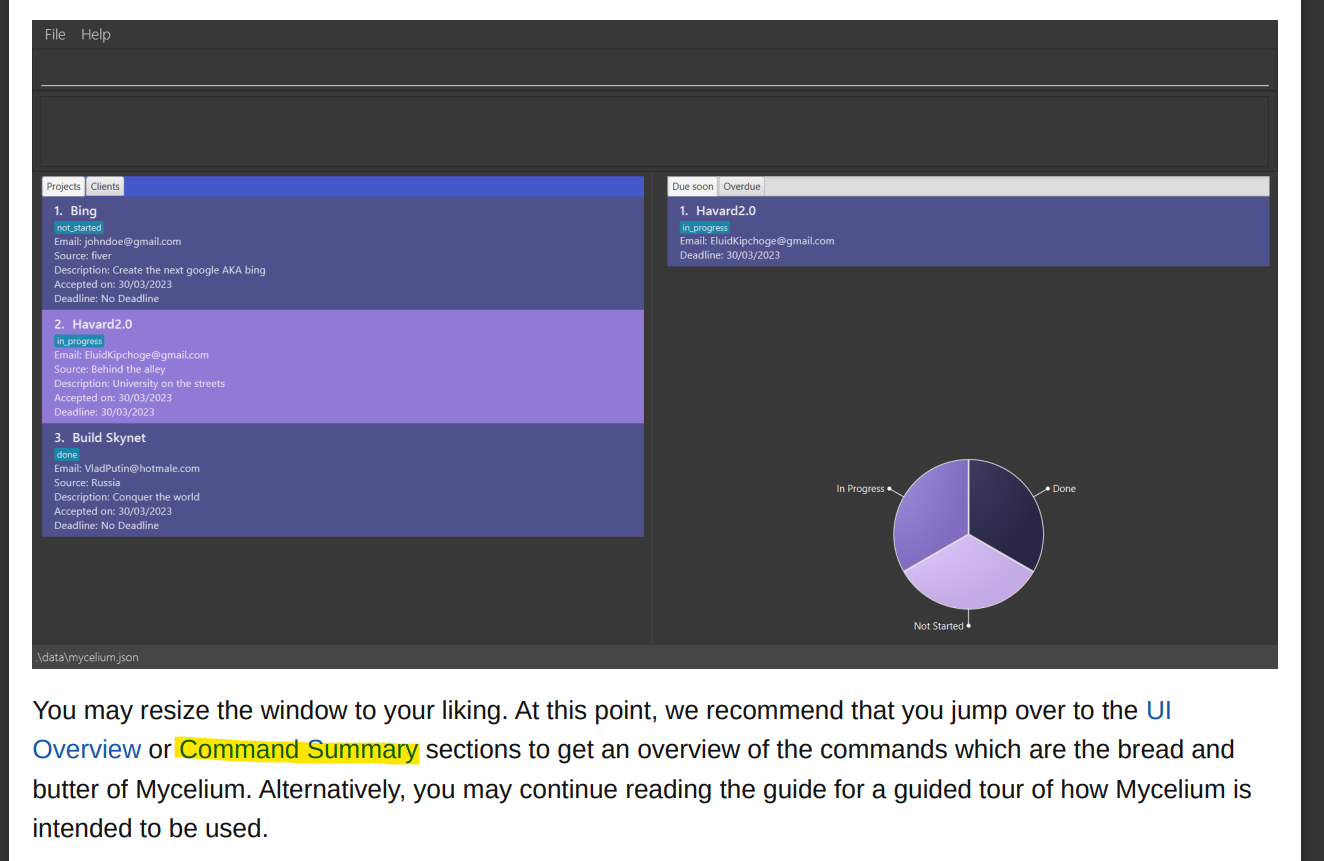 File Help
Projects Clients
1. Bing
not_started
Email: johndoe@gmail.com
Source: fiver
Description: Create the next google AKA bing
Accepted on: 30/03/2023
Deadline: No Deadline
2. Havard2.0
in_progress
Email: EluidKipchoge@gmail.com
Source: Behind the alley
Description: University on the streets
Accepted on: 30/03/2023
Deadline: 30/03/2023
3. Build Skynet
done
Email: VladPutin@hotmale.com
Source: Russia
Description: Conquer the world
Accepted on: 30/03/2023
Deadline: No Deadline
Due soon Overdue
1. Havard2.0
in_progress
Email: EluidKipchoge@gmail.com
Deadline: 30/03/2023
In Progress
Done
Not Started
.\data\mycelium.json
You may resize the window to your liking. At this point, we recommend that you jump over to the UI
Overview or Command Summary sections to get an overview of the commands which are the bread and
butter of Mycelium. Alternatively, you may continue reading the guide for a guided tour of how Mycelium is
intended to be used.